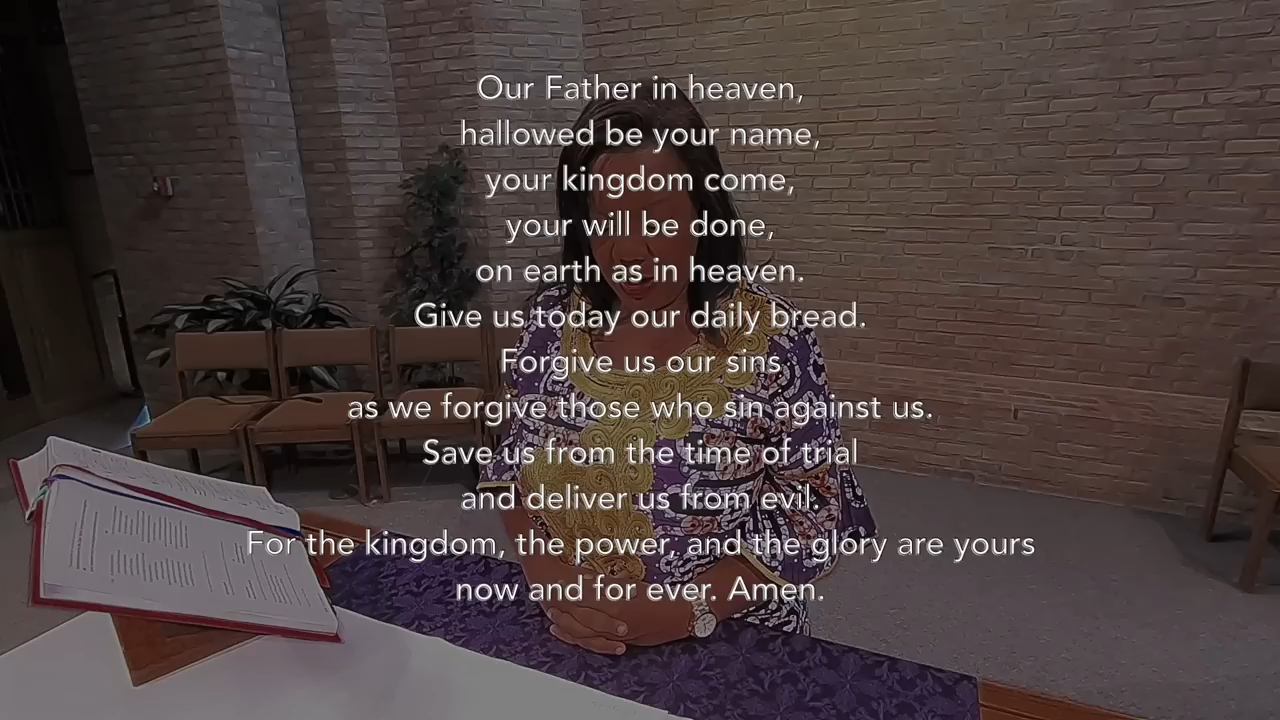 Our Father in heaven,
hallowed be your name,
your kingdom come,
your will be done,
on earth as in heaven.
Give us today our daily bread.
Forgive us our sins
as we forgive those who sin against us.
Save us from the time of trial
and deliver us from evil.
For the kingdom, the power, and the glory are yours
now and for ever. Amen.